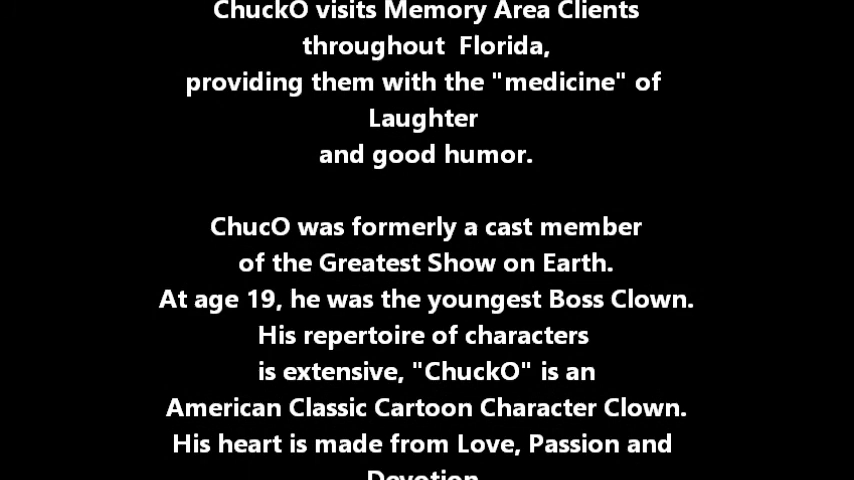 ChuckO visits Memory Area Clients
throughout Florida,
providing them with the "medicine" of
Laughter
and good humor.
ChucO was formerly a cast member
of the Greatest Show on Earth.
At age 19, he was the youngest Boss Clown.
His repertoire of characters
is extensive, "ChuckO" is an
American Classic Cartoon Character Clown.
His heart is made from Love, Passion and
Devotion